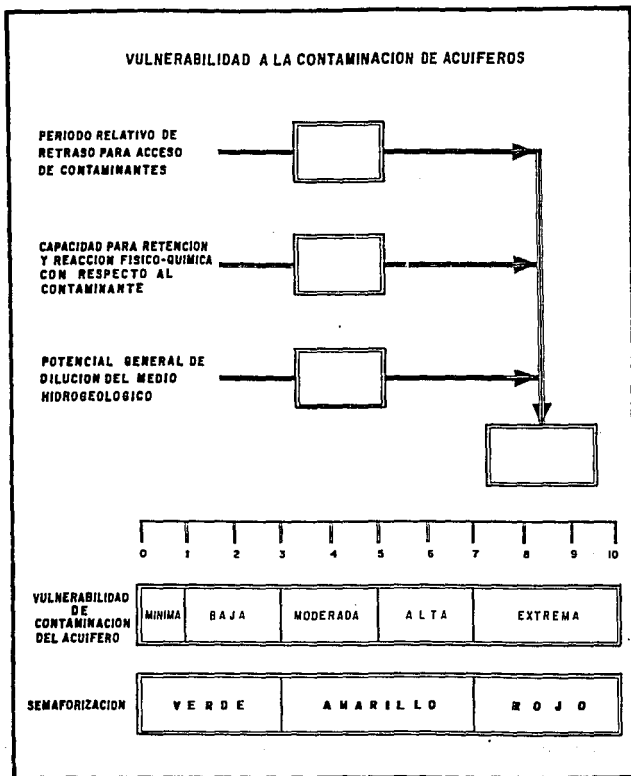 VULNERABILIDAD A LA CONTAMINACION DE ACUIFEROS
PERIODO RELATIVO DE
RETRASO PARA ACCESO
DE CONTAMINANTES
CAPACIDAD PARA RETENCION
Y REACCION FISICO-QUIMICA
CON RESPECTO AL
CONTAMINANTE
POTENCIAL GENERAL DE
DILUCION DEL MEDIO
HIDROGEOLOGICO
0 1 2 3 4 5 6 7 8 9 10
VULNERABILIDAD
DE
CONTAMINACION
DEL ACUIFERO
MINIMA BAJA MODERADA ALTA EXTREMA
SEMAFORIZACION
VERDE AMARILLO ROJO